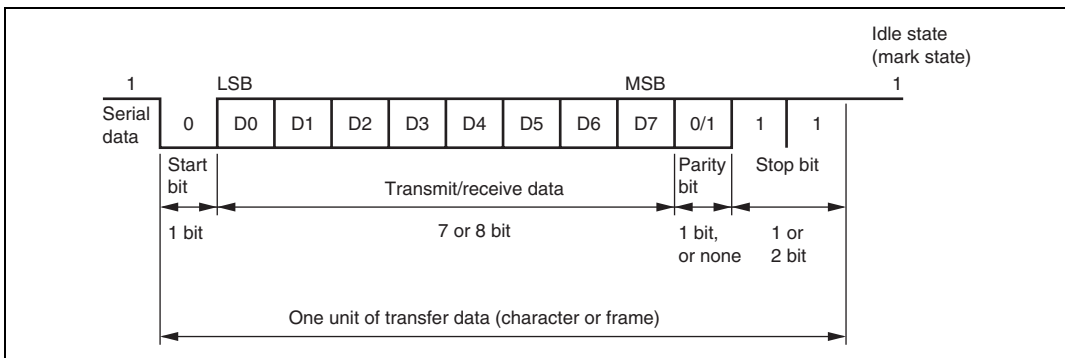 Idle state
(mark state)
1 LSB MSB 1
Serial
data
0 D0 D1 D2 D3 D4 D5 D6 D7 0/1 1 1
Start
bit
Transmit/receive data
Parity
bit
Stop bit
1 bit
7 or 8 bit
1 bit,
or none
1 or
2 bit
One unit of transfer data (character or frame)